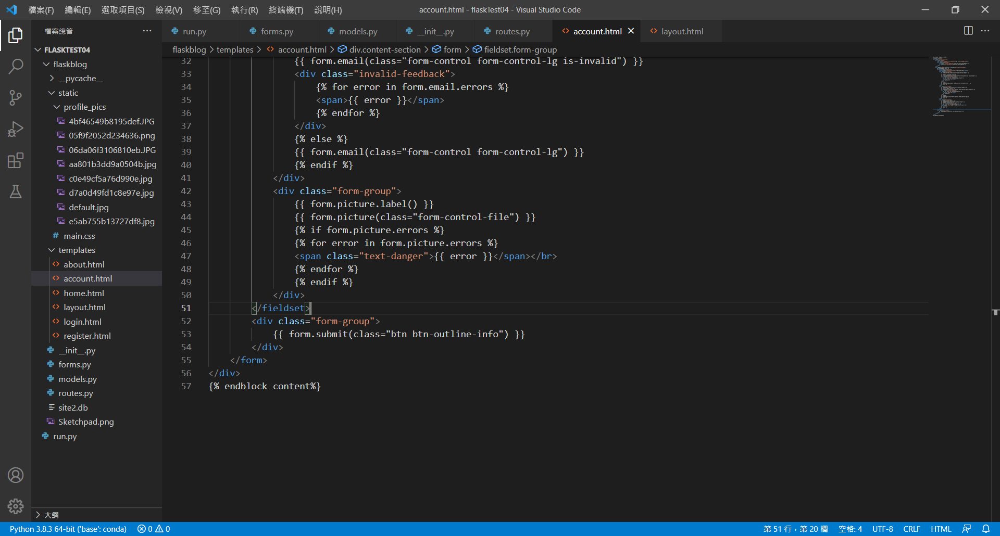 檔案(F) 編輯(E) 選取項目(S) 檢視(V) 移至(G) 執行(R) 終端機(T) 說明(H)
account.html - flaskTest04 - Visual Studio Code
檔案總管
run.py
forms.py
models.py
__init__.py
routes.py
account.html
layout.html
flaskblog > templates > account.html > div.content-section > form > fieldset.form-group
FLASKTEST04
flaskblog
__pycache__
static
profile_pics
4bf46549b8195def.JPG
05f9f2052d234636.png
06da06f3106810eb.JPG
aa801b3dd9a0504b.jpg
c0e49cf5a76d990e.jpg
d7a0d49fd1c8e97e.jpg
default.jpg
e5ab755b13727df8.jpg
# main.css
templates
about.html
account.html
home.html
layout.html
login.html
register.html
__init__.py
forms.py
models.py
routes.py
site2.db
Sketchpad.png
run.py
大綱
32 {{ form.email(class="form-control form-control-lg is-invalid") }}
33 <div class="invalid-feedback">
34 {% for error in form.email.errors %}
35 <span>{{ error }}</span>
36 {% endfor %}
37 </div>
38 {% else %}
39 {{ form.email(class="form-control form-control-lg") }}
40 {% endif %}
41 </div>
42 <div class="form-group">
43 {{ form.picture.label() }}
44 {{ form.picture(class="form-control-file") }}
45 {% if form.picture.errors %}
46 {% for error in form.picture.errors %}
47 <span class="text-danger">{{ error }}</span></br>
48 {% endfor %}
49 {% endif %}
50 </div>
51 </fieldset>
52 <div class="form-group">
53 {{ form.submit(class="btn btn-outline-info") }}
54 </div>
55 </form>
56 </div>
57 {% endblock content%}
Python 3.8.3 64-bit ('base': conda) 0 0
第 51 行，第 20 欄 空格: 4 UTF-8 CRLF HTML